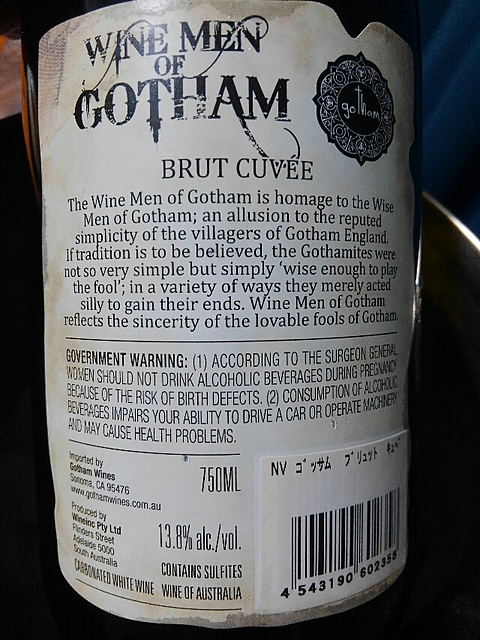 WINE MEN
OF
GOTHAM
gotham
BRUT CUVÉE
The Wine Men of Gotham is homage to the Wise
Men of Gotham; an allusion to the reputed
simplicity of the villagers of Gotham England.
If tradition is to be believed, the Gothamites were
not so very simple but simply 'wise enough to play
the fool'; in a variety of ways they merely acted
silly to gain their ends. Wine Men of Gotham
reflects the sincerity of the lovable fools of Gotham.
GOVERNMENT WARNING: (1) ACCORDING TO THE SURGEON GENERAL,
WOMEN SHOULD NOT DRINK ALCOHOLIC BEVERAGES DURING PREGNANCY
BECAUSE OF THE RISK OF BIRTH DEFECTS. (2) CONSUMPTION OF ALCOHOLIC
BEVERAGES IMPAIRS YOUR ABILITY TO DRIVE A CAR OR OPERATE MACHINERY
AND MAY CAUSE HEALTH PROBLEMS.
Imported by
Gotham Wines
Sonoma, CA 95476
www.gothamwines.com.au
Produced by
Wineinc Pty Ltd
Flinders Street
Adelaide 5000
South Australia
CARBONATED WHITE WINE
750ML
13.8% alc./vol.
CONTAINS SULFITES
WINE OF AUSTRALIA
NV ゴッサム ブリュット キュベ
4 543190 602358